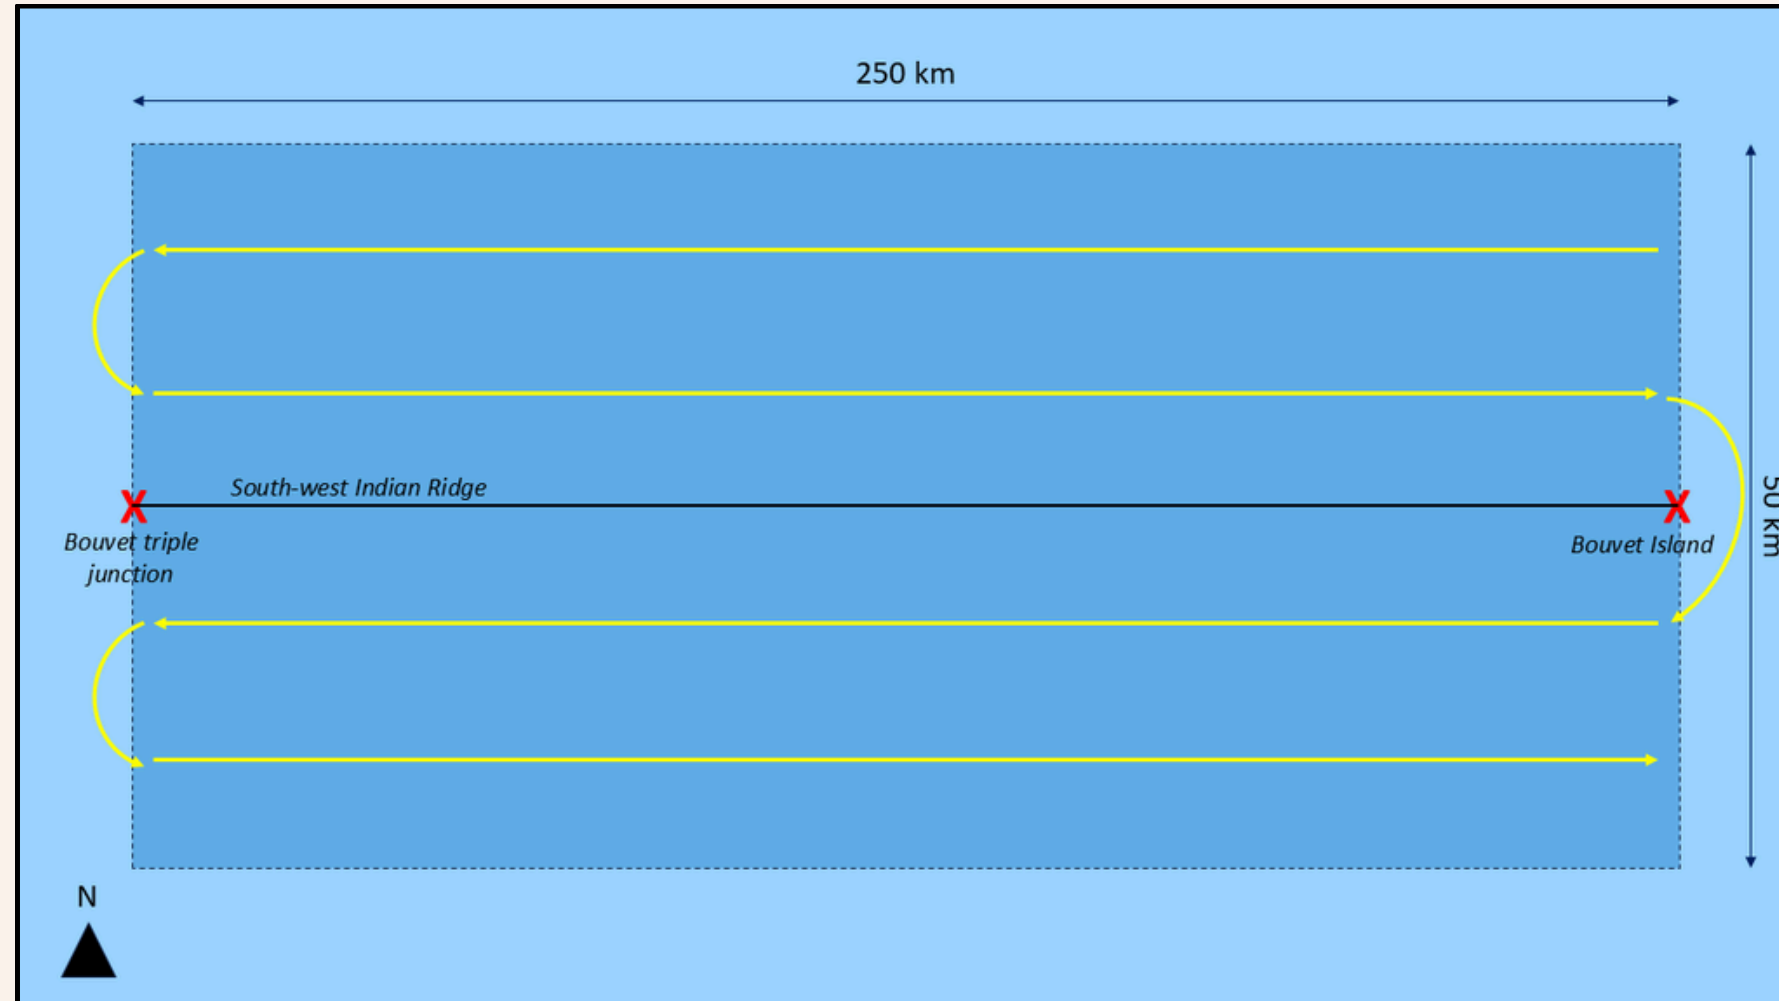 250 km
South-west Indian Ridge
Bouvet triple
junction
Bouvet Island
50 km
N